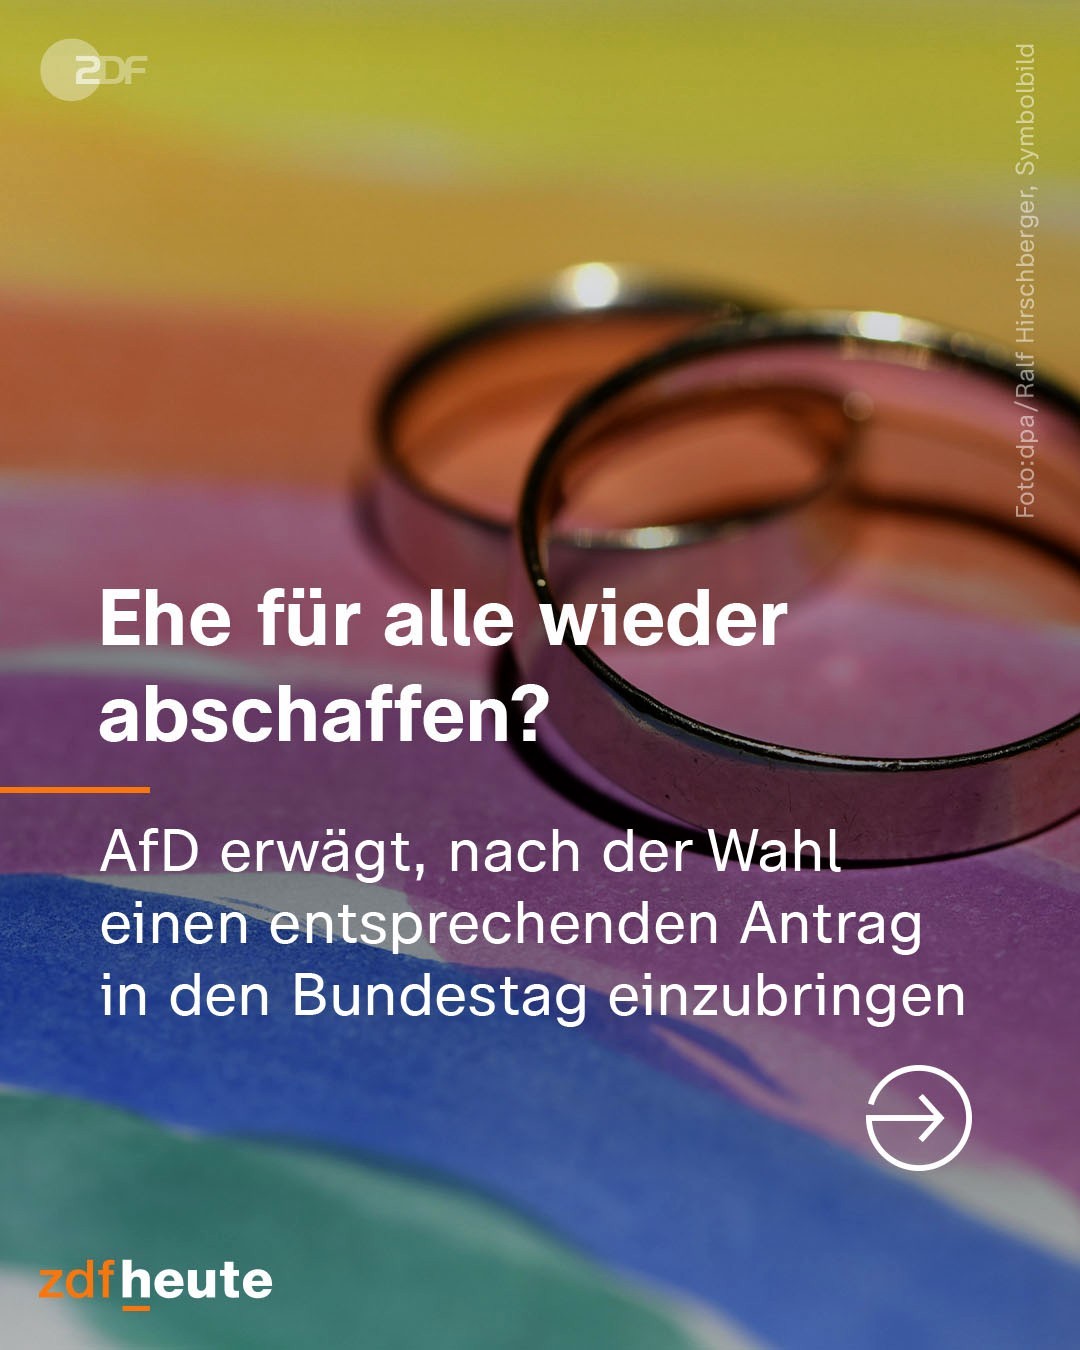 ZDF
Foto:dpa/Ralf Hirschberger, Symbolbild
Ehe für alle wieder
abschaffen?
AfD erwägt, nach der Wahl
einen entsprechenden Antrag
in den Bundestag einzubringen
zdfheute